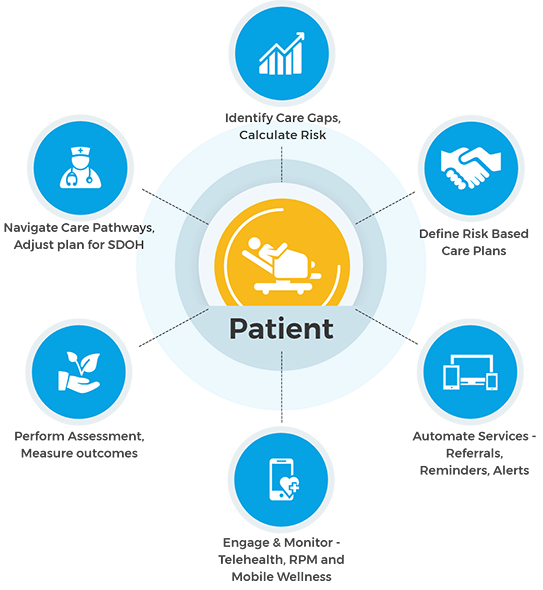 Identify Care Gaps,
Calculate Risk
Navigate Care Pathways,
Adjust plan for SDOH
Define Risk Based
Care Plans
Patient
Perform Assessment,
Measure outcomes
Automate Services -
Referrals,
Reminders, Alerts
Engage & Monitor -
Telehealth, RPM and
Mobile Wellness